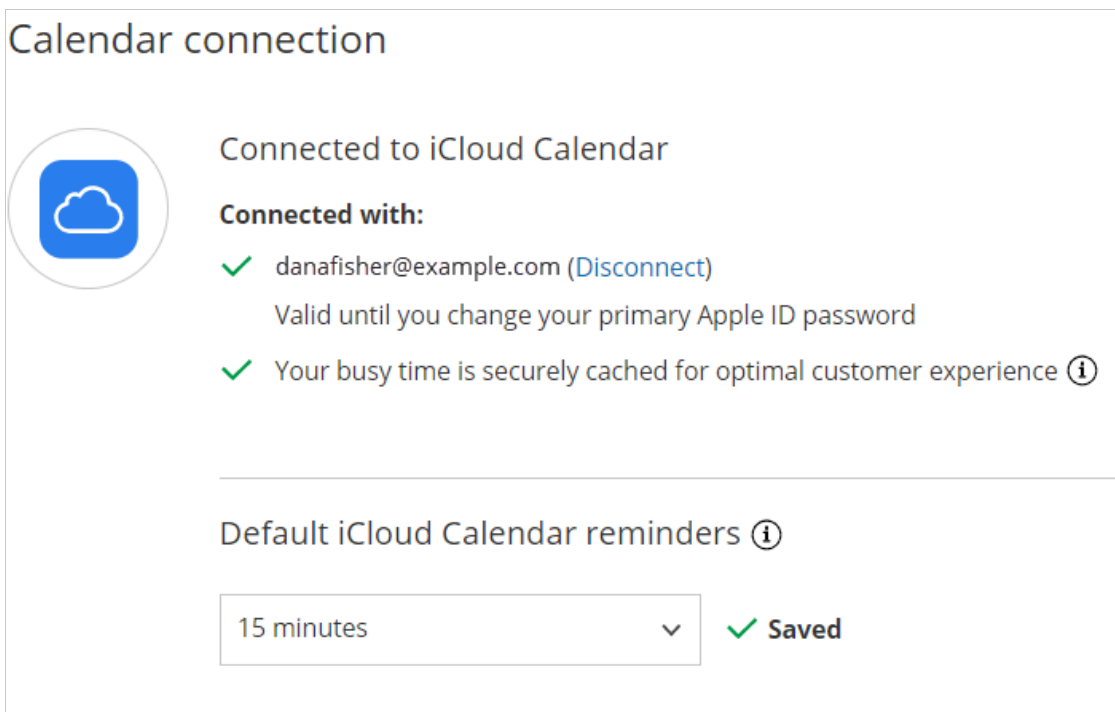 Calendar connection
Connected to iCloud Calendar
Connected with:
danafisher@example.com (Disconnect)
Valid until you change your primary Apple ID password
Your busy time is securely cached for optimal customer experience
Default iCloud Calendar reminders
15 minutes
Saved